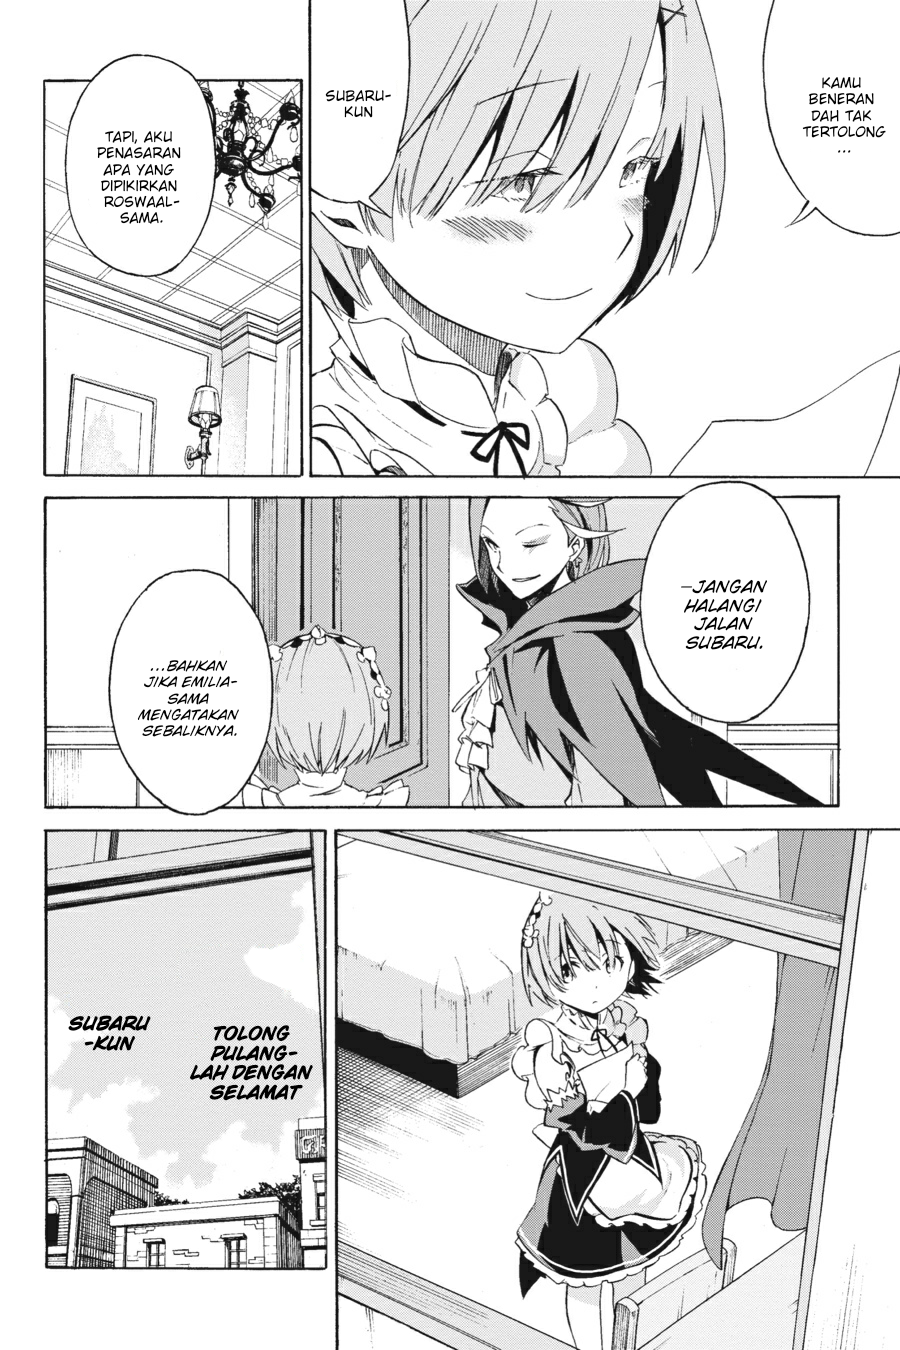 KAMU
BENERAN
DAH TAK
TERTOLONG
...
SUBARU-
KUN
TAPI, AKU
PENASARAN
APA YANG
DIPIKIRKAN
ROSWAAL-
SAMA.
—JANGAN
HALANGI
JALAN
SUBARU.
...BAHKAN
JIKA EMILIA-
SAMA
MENGATAKAN
SEBALIKNYA.
TOLONG
PULANG-
LAH DENGAN
SELAMAT
SUBARU
-KUN